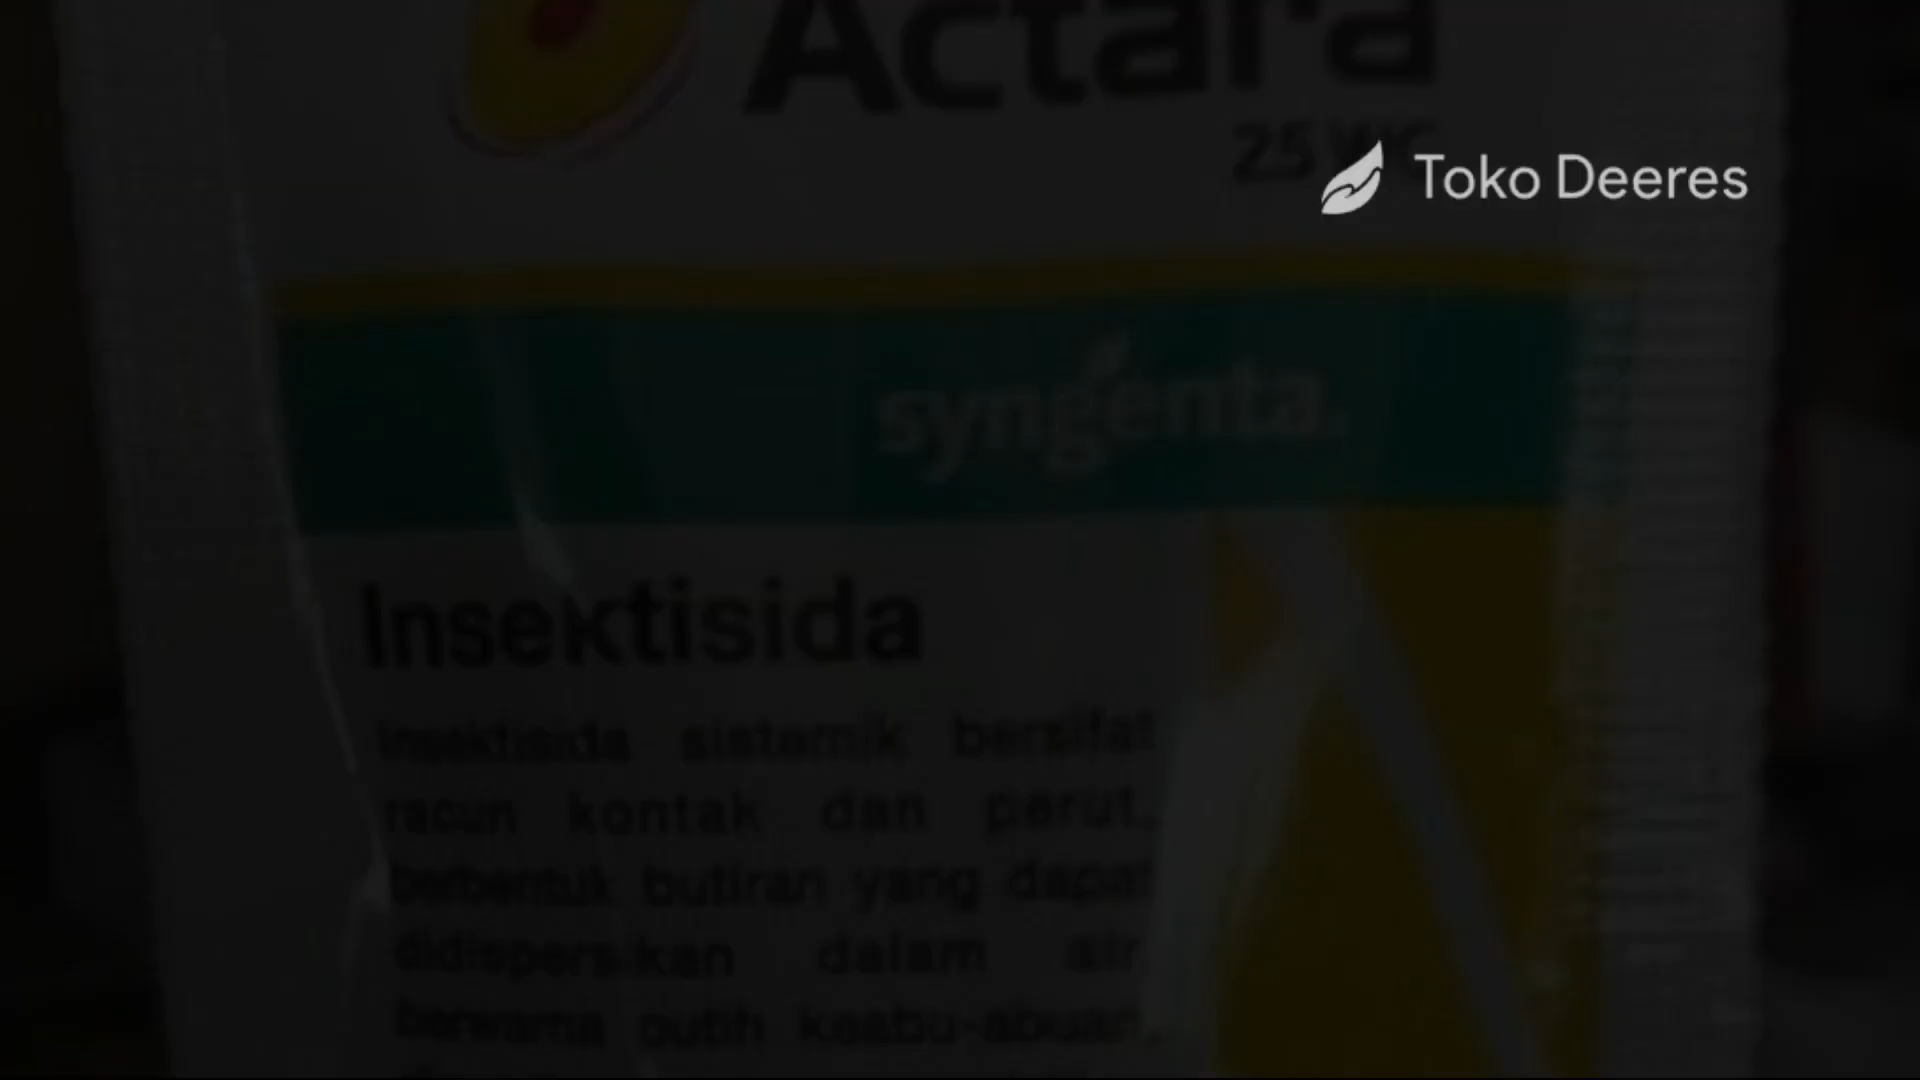 Actara
25 WG
Toko Deeres
syngenta.
Insektisida
Insektisida sistemik bersifat
racun kontak dan perut,
berbentuk butiran yang dapat
didispersikan dalam air,
berwarna putih keabu-abuan,